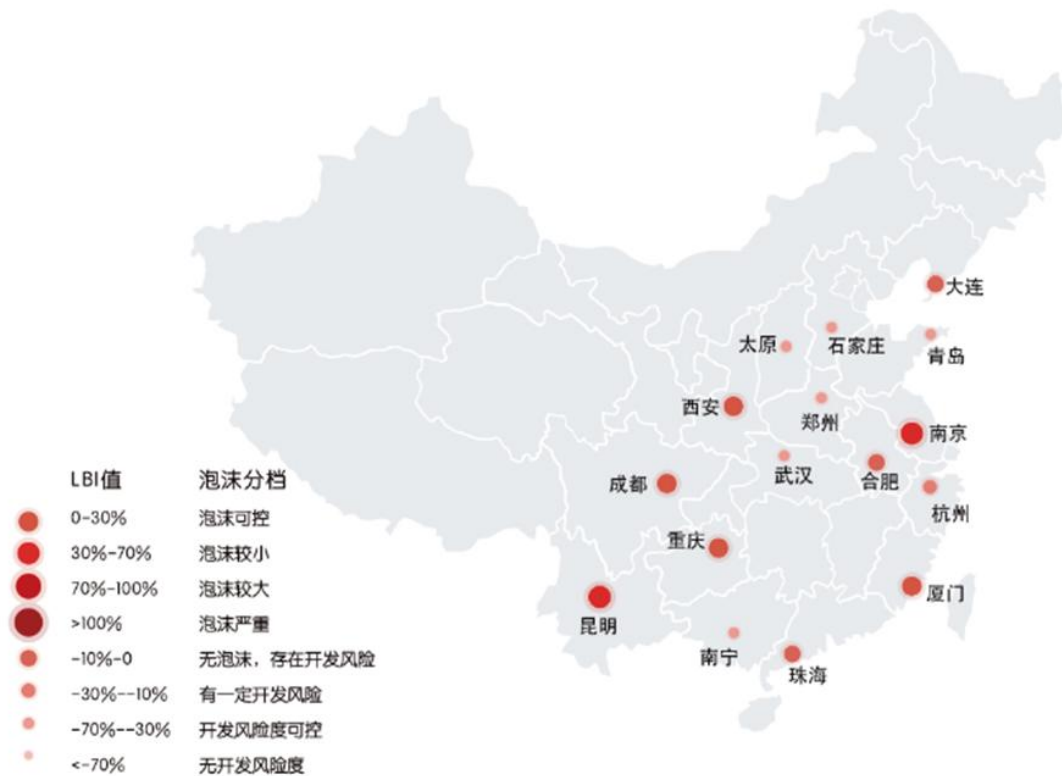 大连
太原
石家庄
青岛
西安
郑州
南京
武汉
合肥
成都
杭州
重庆
厦门
昆明
南宁
珠海
LBI值 泡沫分档
0-30% 泡沫可控
30%-70% 泡沫较小
70%-100% 泡沫较大
>100% 泡沫严重
-10%-0 无泡沫，存在开发风险
-30%--10% 有一定开发风险
-70%--30% 开发风险度可控
<-70% 无开发风险度